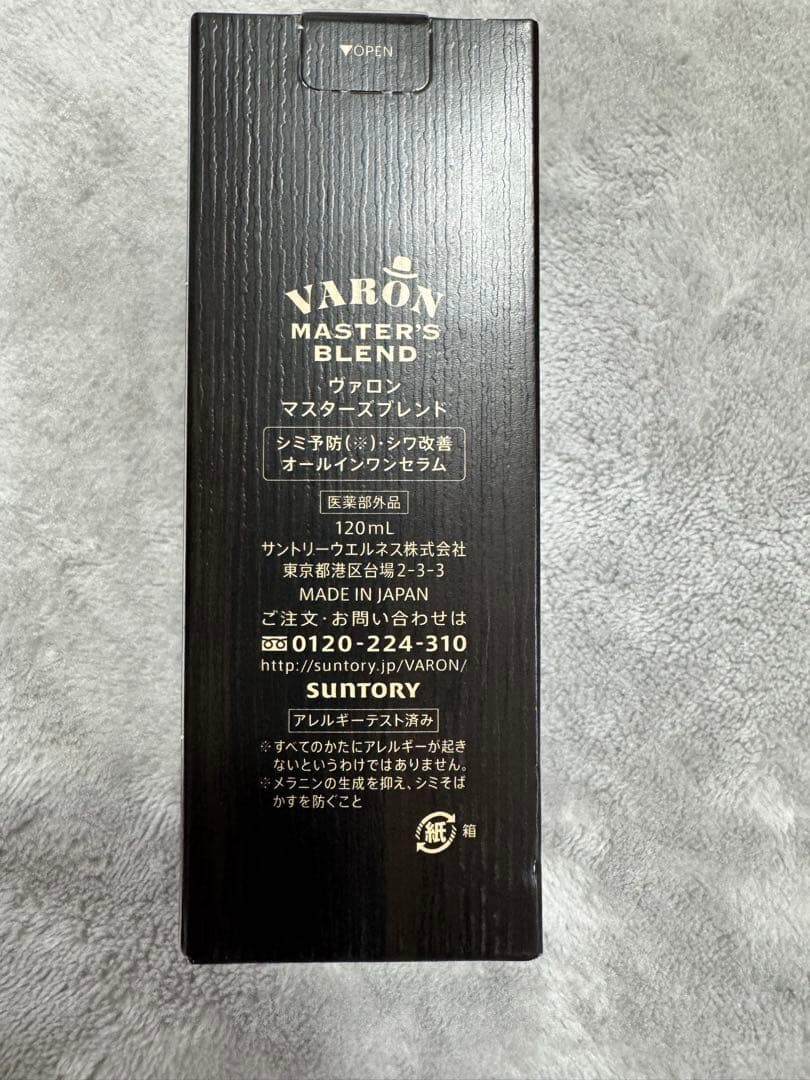 ▼OPEN
VARON
MASTER'S
BLEND
ヴァロン
マスターズブレンド
シミ予防(※)・シワ改善
オールインワンセラム
医薬部外品
120mL
サントリーウエルネス株式会社
東京都港区台場2-3-3
MADE IN JAPAN
ご注文・お問い合わせは
0120-224-310
http://suntory.jp/VARON/
SUNTORY
アレルギーテスト済み
※すべてのかたにアレルギーが起き
ないというわけではありません。
※メラニンの生成を抑え、シミそば
かすを防ぐこと
紙 箱